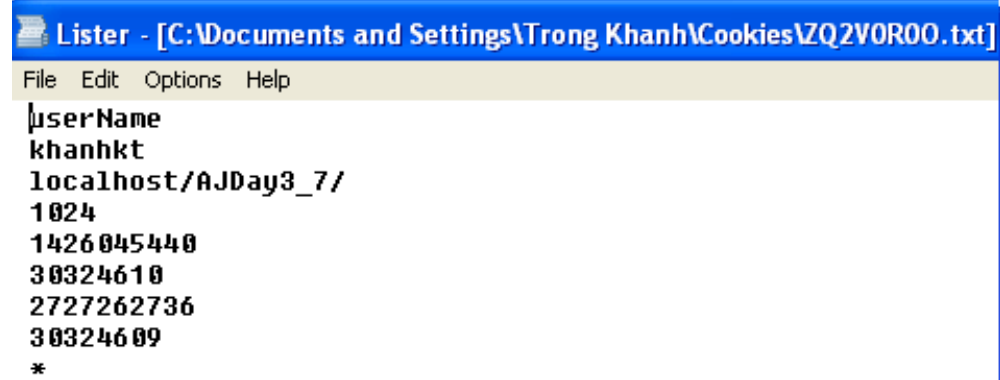 Lister - [C:\Documents and Settings\Trong Khanh\Cookies\ZQ2V0R0O.txt]
File Edit Options Help
userName
khanhkt
localhost/AJDay3_7/
1024
1426045440
30324610
2727262736
30324609
*